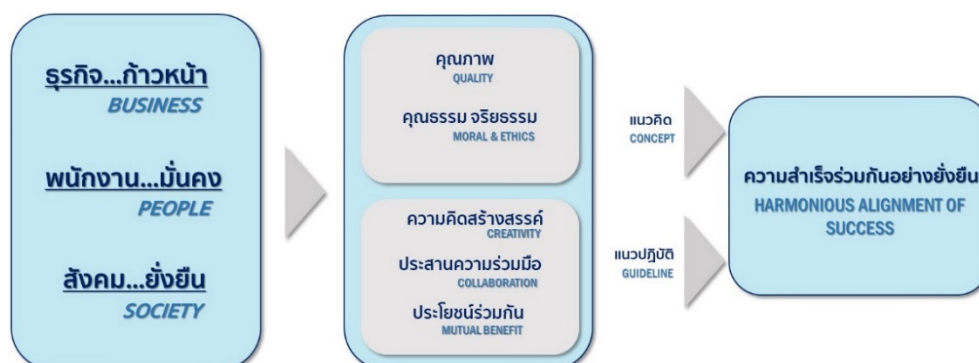 ธุรกิจ...ก้าวหน้า
BUSINESS
พนักงาน...มั่นคง
PEOPLE
สังคม...ยั่งยืน
SOCIETY
คุณภาพ
QUALITY
คุณธรรม จริยธรรม
MORAL & ETHICS
ความคิดสร้างสรรค์
CREATIVITY
ประสานความร่วมมือ
COLLABORATION
ประโยชน์ร่วมกัน
MUTUAL BENEFIT
แนวคิด
CONCEPT
แนวปฏิบัติ
GUIDELINE
ความสำเร็จร่วมกันอย่างยั่งยืน
HARMONIOUS ALIGNMENT OF
SUCCESS